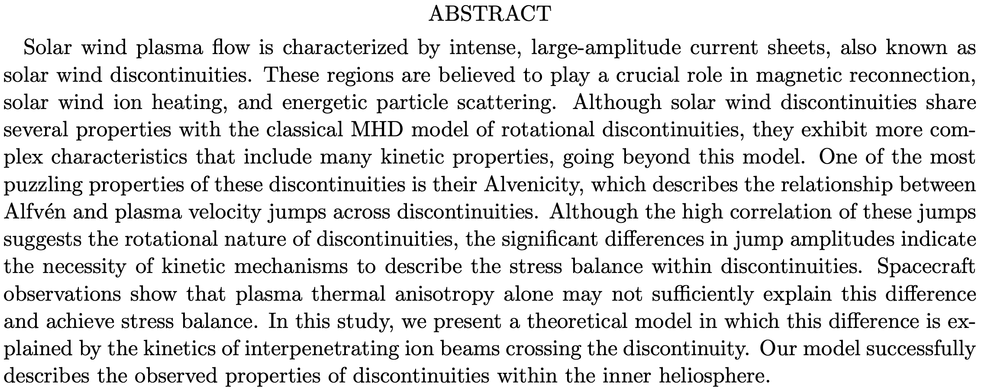 ABSTRACT
Solar wind plasma flow is characterized by intense, large-amplitude current sheets, also known as
solar wind discontinuities. These regions are believed to play a crucial role in magnetic reconnection,
solar wind ion heating, and energetic particle scattering. Although solar wind discontinuities share
several properties with the classical MHD model of rotational discontinuities, they exhibit more com-
plex characteristics that include many kinetic properties, going beyond this model. One of the most
puzzling properties of these discontinuities is their Alvenicity, which describes the relationship between
Alfvén and plasma velocity jumps across discontinuities. Although the high correlation of these jumps
suggests the rotational nature of discontinuities, the significant differences in jump amplitudes indicate
the necessity of kinetic mechanisms to describe the stress balance within discontinuities. Spacecraft
observations show that plasma thermal anisotropy alone may not sufficiently explain this difference
and achieve stress balance. In this study, we present a theoretical model in which this difference is ex-
plained by the kinetics of interpenetrating ion beams crossing the discontinuity. Our model successfully
describes the observed properties of discontinuities within the inner heliosphere.